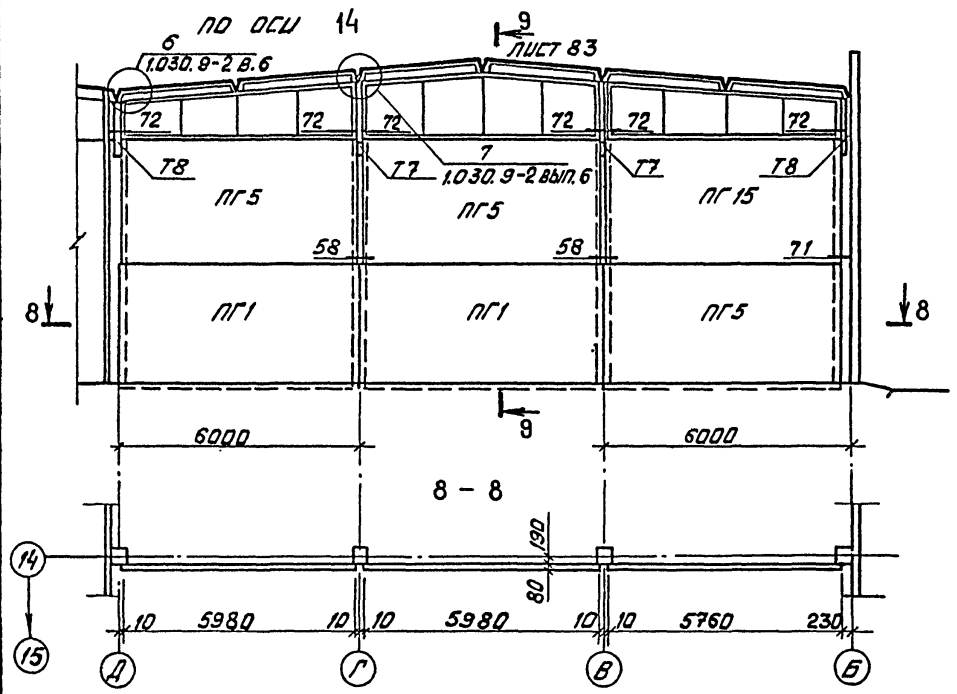 ПО ОСИ 14
9
ЛИСТ 83
6
1.030.9-2 В.6
72 72 72 72 72 72
7
1.030.9-2 ВЫП.6
Т8 Т7 Т7 Т8
ПГ5 ПГ5 ПГ15
58 58 71
8 8
ПГ1 ПГ1 ПГ5
9
6000 6000
8 - 8
190
14
80
10 5980 10 10 5980 10 10 5760 230
15
Д Г В Б